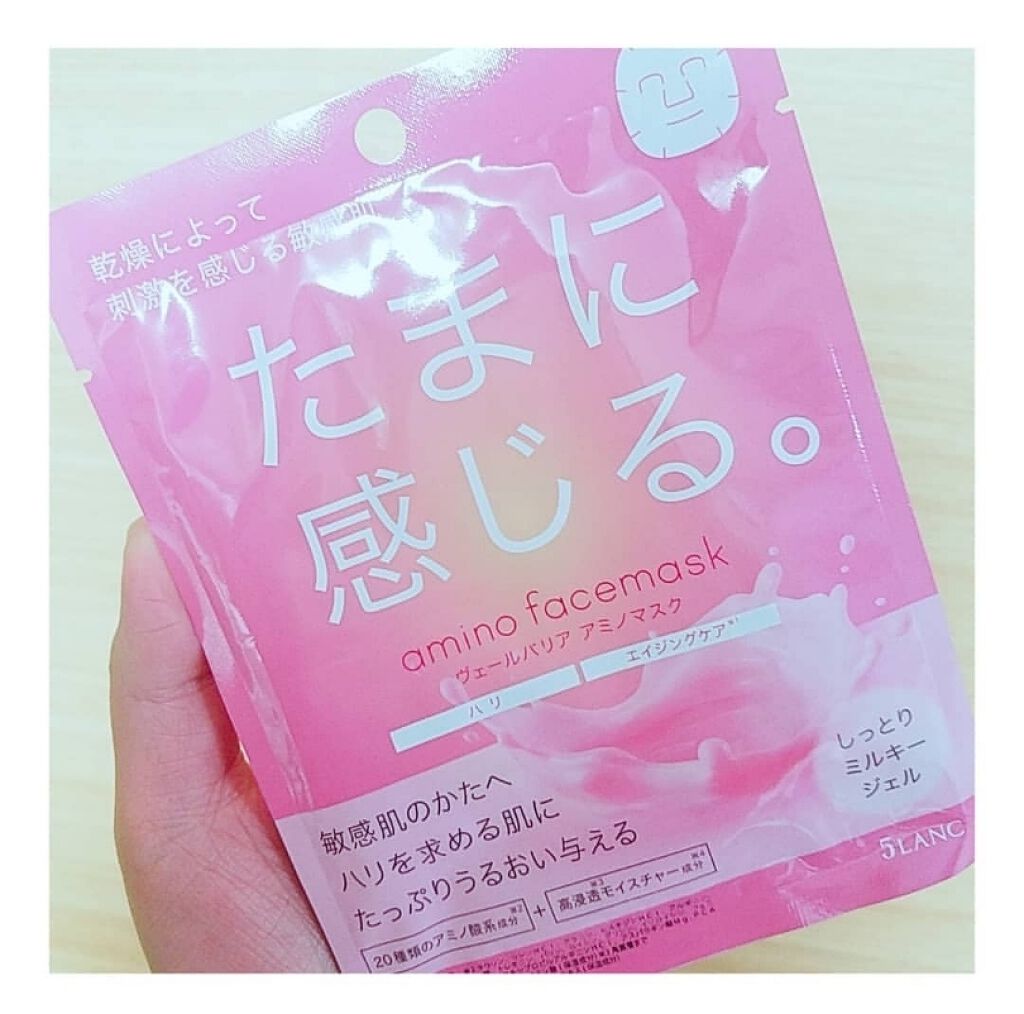 乾燥によって
刺激を感じる敏感肌
たまに
感じる。
amino facemask
ヴェールバリア アミノマスク
ハリ
エイジングケア※1
しっとり
ミルキー
ジェル
敏感肌のかたへ
ハリを求める肌に
たっぷりうるおい与える
20種類のアミノ酸系成分※2 + 高浸透※3モイスチャー成分※4
5LANC